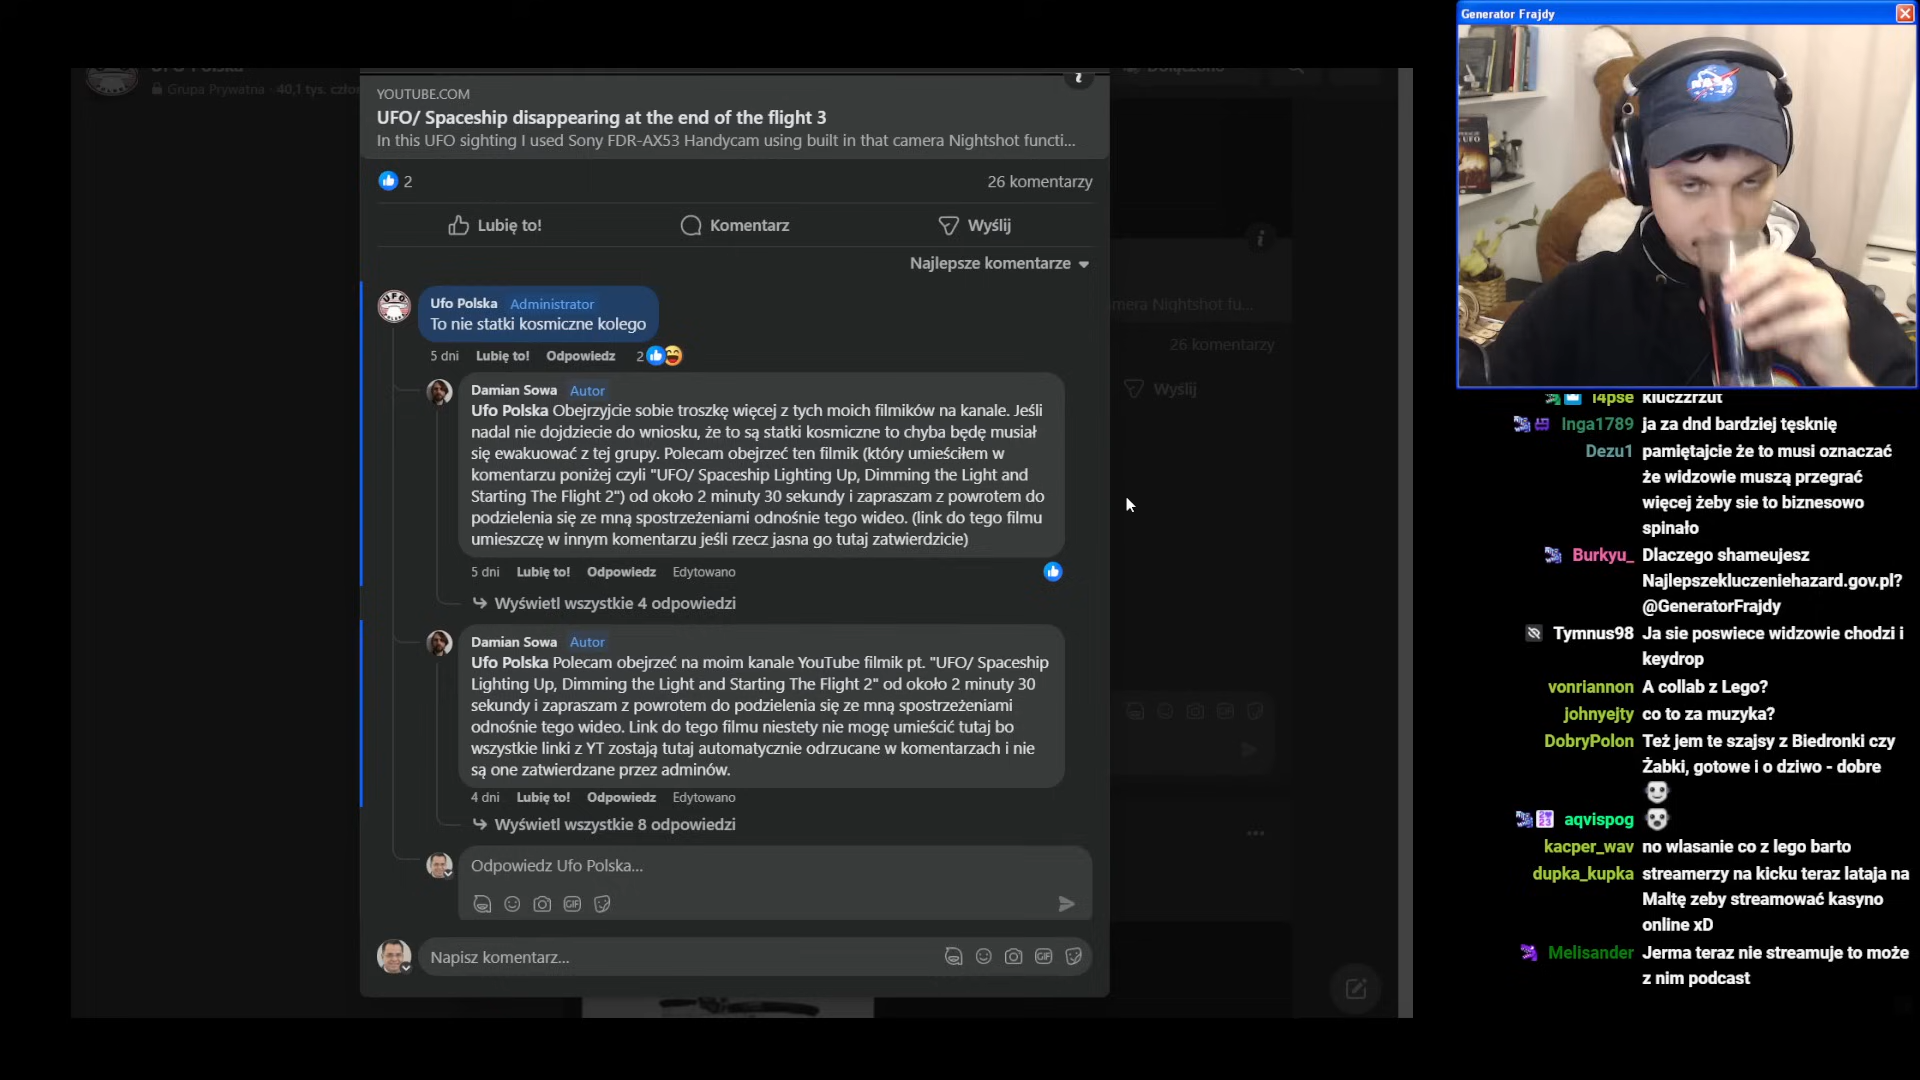 Generator Frajdy
Grupa Prywatna · 40,1 tys. człon
YOUTUBE.COM
UFO/ Spaceship disappearing at the end of the flight 3
In this UFO sighting I used Sony FDR-AX53 Handycam using built in that camera Nightshot functi...
2
26 komentarzy
Lubię to!
Komentarz
Wyślij
Najlepsze komentarze
Ufo Polska Administrator
To nie statki kosmiczne kolego
5 dni Lubię to! Odpowiedz 2
Damian Sowa Autor
Ufo Polska Obejrzyjcie sobie troszkę więcej z tych moich filmików na kanale. Jeśli
nadal nie dojdziecie do wniosku, że to są statki kosmiczne to chyba będę musiał
się ewakuować z tej grupy. Polecam obejrzeć ten filmik (który umieściłem w
komentarzu poniżej czyli "UFO/ Spaceship Lighting Up, Dimming the Light and
Starting The Flight 2") od około 2 minuty 30 sekundy i zapraszam z powrotem do
podzielenia się ze mną spostrzeżeniami odnośnie tego wideo. (link do tego filmu
umieszczę w innym komentarzu jeśli rzecz jasna go tutaj zatwierdzicie)
5 dni Lubię to! Odpowiedz Edytowano
Wyświetl wszystkie 4 odpowiedzi
Damian Sowa Autor
Ufo Polska Polecam obejrzeć na moim kanale YouTube filmik pt. "UFO/ Spaceship
Lighting Up, Dimming the Light and Starting The Flight 2" od około 2 minuty 30
sekundy i zapraszam z powrotem do podzielenia się ze mną spostrzeżeniami
odnośnie tego wideo. Link do tego filmu niestety nie mogę umieścić tutaj bo
wszystkie linki z YT zostają tutaj automatycznie odrzucane w komentarzach i nie
są one zatwierdzane przez adminów.
4 dni Lubię to! Odpowiedz Edytowano
Wyświetl wszystkie 8 odpowiedzi
Odpowiedz Ufo Polska...
GIF
Napisz komentarz...
GIF
amera Nightshot fu...
26 komentarzy
Wyślij
l4pse kluczzrzut
Inga1789 ja za dnd bardziej tęsknię
Dezu1 pamiętajcie że to musi oznaczać
że widzowie muszą przegrać
więcej żeby sie to biznesowo
spinało
Burkyu_ Dlaczego shameujesz
Najlepszekluczeniehazard.gov.pl?
@GeneratorFrajdy
Tymnus98 Ja sie poswiece widzowie chodzi i
keydrop
vonriannon A collab z Lego?
johnyejty co to za muzyka?
DobryPolon Też jem te szajsy z Biedronki czy
Żabki, gotowe i o dziwo - dobre
aqvispog
kacper_wav no wlasanie co z lego barto
dupka_kupka streamerzy na kicku teraz lataja na
Maltę zeby streamować kasyno
online xD
Melisander Jerma teraz nie streamuje to może
z nim podcast